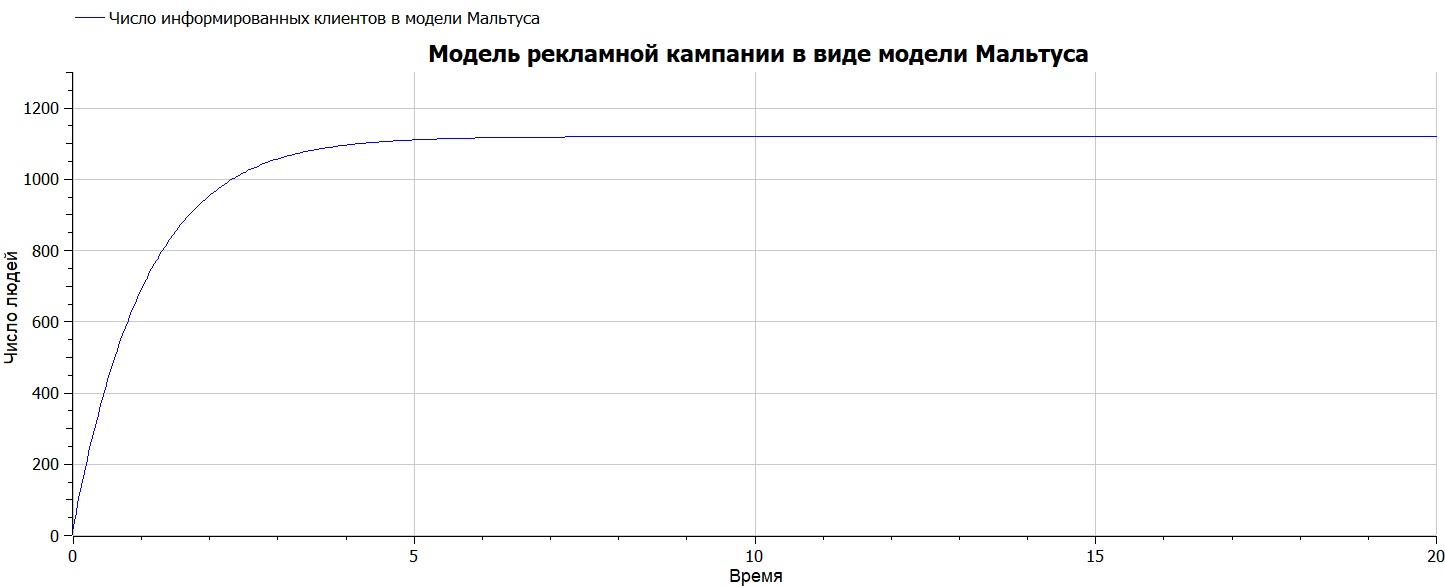 Число информированных клиентов в модели Мальтуса
Модель рекламной кампании в виде модели Мальтуса
1200
1000
800
600
400
200
0
Число людей
0 5 10 15 20
Время